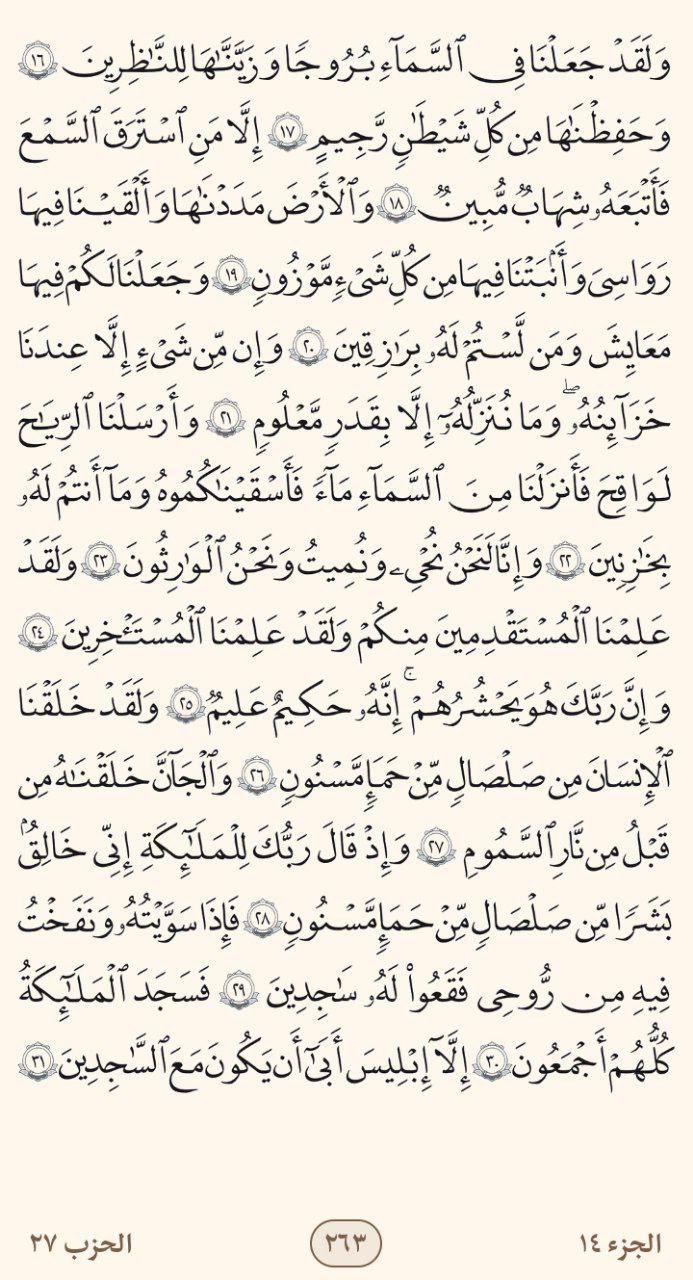 وَلَقَدْ جَعَلْنَا فِى ٱلسَّمَآءِ بُرُوجًا وَزَيَّنَّٰهَا لِلنَّٰظِرِينَ ١٦
وَحَفِظْنَٰهَا مِن كُلِّ شَيْطَٰنٍ رَّجِيمٍ ١٧ إِلَّا مَنِ ٱسْتَرَقَ ٱلسَّمْعَ
فَأَتْبَعَهُۥ شِهَابٌ مُّبِينٌ ١٨ وَٱلْأَرْضَ مَدَدْنَٰهَا وَأَلْقَيْنَا فِيهَا
رَوَٰسِىَ وَأَنۢبَتْنَا فِيهَا مِن كُلِّ شَىْءٍ مَّوْزُونٍ ١٩ وَجَعَلْنَا لَكُمْ فِيهَا
مَعَٰيِشَ وَمَن لَّسْتُمْ لَهُۥ بِرَٰزِقِينَ ٢٠ وَإِن مِّن شَىْءٍ إِلَّا عِندَنَا
خَزَآئِنُهُۥ ۖ وَمَا نُنَزِّلُهُۥٓ إِلَّا بِقَدَرٍ مَّعْلُومٍ ٢١ وَأَرْسَلْنَا ٱلرِّيَٰحَ
لَوَٰقِحَ فَأَنزَلْنَا مِنَ ٱلسَّمَآءِ مَآءً فَأَسْقَيْنَٰكُمُوهُ وَمَآ أَنتُمْ لَهُۥ
بِخَٰزِنِينَ ٢٢ وَإِنَّا لَنَحْنُ نُحْىِۦ وَنُمِيتُ وَنَحْنُ ٱلْوَٰرِثُونَ ٢٣ وَلَقَدْ
عَلِمْنَا ٱلْمُسْتَقْدِمِينَ مِنكُمْ وَلَقَدْ عَلِمْنَا ٱلْمُسْتَـْٔخِرِينَ ٢٤
وَإِنَّ رَبَّكَ هُوَ يَحْشُرُهُمْ ۚ إِنَّهُۥ حَكِيمٌ عَلِيمٌ ٢٥ وَلَقَدْ خَلَقْنَا
ٱلْإِنسَٰنَ مِن صَلْصَٰلٍ مِّنْ حَمَإٍ مَّسْنُونٍ ٢٦ وَٱلْجَآنَّ خَلَقْنَٰهُ مِن
قَبْلُ مِن نَّارِ ٱلسَّمُومِ ٢٧ وَإِذْ قَالَ رَبُّكَ لِلْمَلَٰٓئِكَةِ إِنِّى خَٰلِقٌۢ
بَشَرًا مِّن صَلْصَٰلٍ مِّنْ حَمَإٍ مَّسْنُونٍ ٢٨ فَإِذَا سَوَّيْتُهُۥ وَنَفَخْتُ
فِيهِ مِن رُّوحِى فَقَعُوا۟ لَهُۥ سَٰجِدِينَ ٢٩ فَسَجَدَ ٱلْمَلَٰٓئِكَةُ
كُلُّهُمْ أَجْمَعُونَ ٣٠ إِلَّآ إِبْلِيسَ أَبَىٰٓ أَن يَكُونَ مَعَ ٱلسَّٰجِدِينَ ٣١
الجزء ١٤ ٢٦٣ الحزب ٢٧